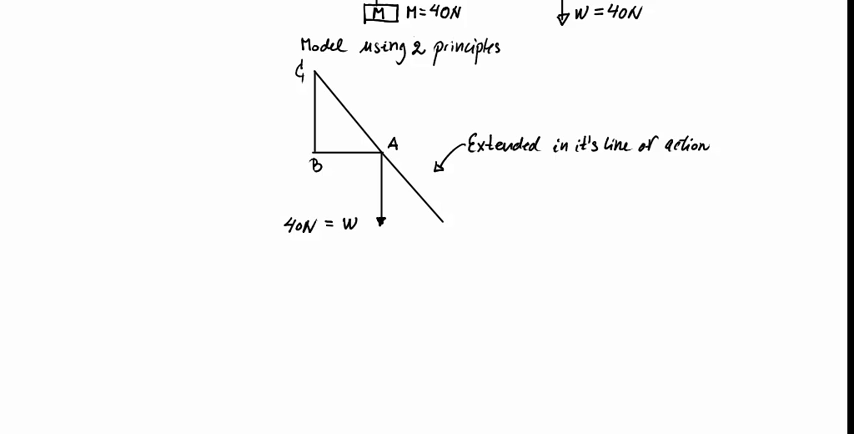 M M=40N
W=40N
Model using 2 principles
C
A
Extended in it's line of action
B
40N = W